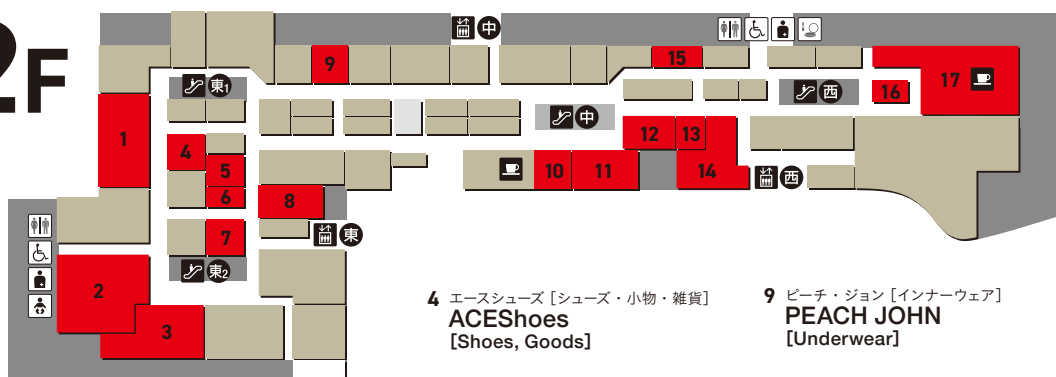 2F
中
9
15
17
東1
西
16
1
中
4
12
13
5
10
11
14
西
6
8
7
東
東2
2
3
4 エースシューズ [シューズ・小物・雑貨]
ACEShoes
[Shoes, Goods]
9 ピーチ・ジョン [インナーウェア]
PEACH JOHN
[Underwear]